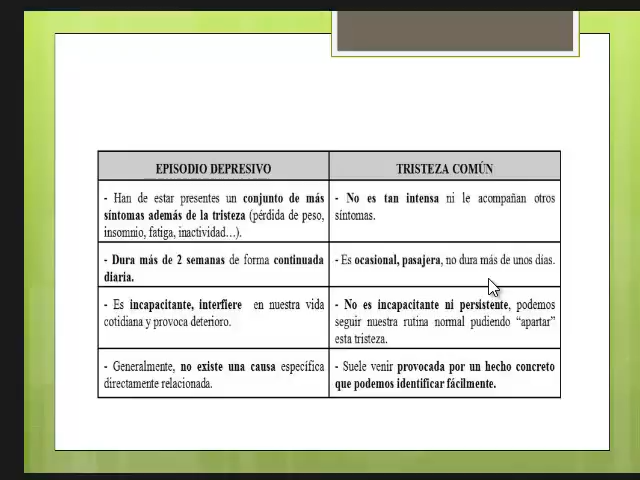 EPISODIO DEPRESIVO
TRISTEZA COMÚN
- Han de estar presentes un conjunto de más
síntomas además de la tristeza (pérdida de peso,
insomnio, fatiga, inactividad…).
- No es tan intensa ni le acompañan otros
síntomas.
- Dura más de 2 semanas de forma continuada
diaria.
- Es ocasional, pasajera, no dura más de unos días.
- Es incapacitante, interfiere en nuestra vida
cotidiana y provoca deterioro.
- No es incapacitante ni persistente, podemos
seguir nuestra rutina normal pudiendo “apartar”
esta tristeza.
- Generalmente, no existe una causa específica
directamente relacionada.
- Suele venir provocada por un hecho concreto
que podemos identificar fácilmente.